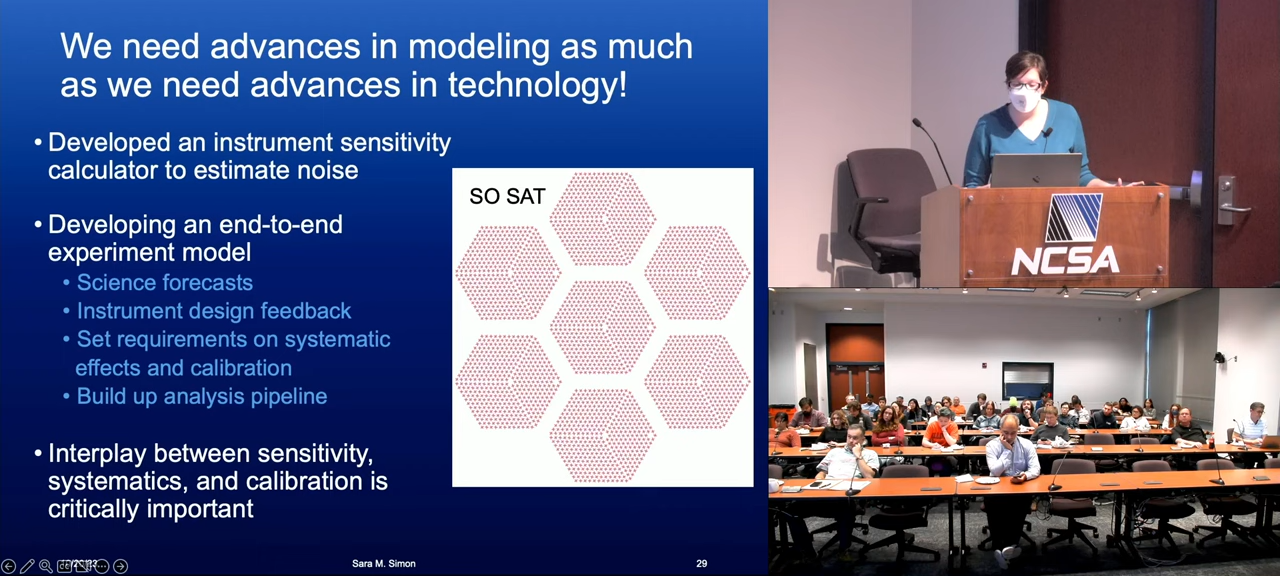 We need advances in modeling as much
as we need advances in technology!
• Developed an instrument sensitivity
calculator to estimate noise
• Developing an end-to-end
experiment model
• Science forecasts
• Instrument design feedback
• Set requirements on systematic
effects and calibration
• Build up analysis pipeline
• Interplay between sensitivity,
systematics, and calibration is
critically important
SO SAT
Sara M. Simon
29
NCSA